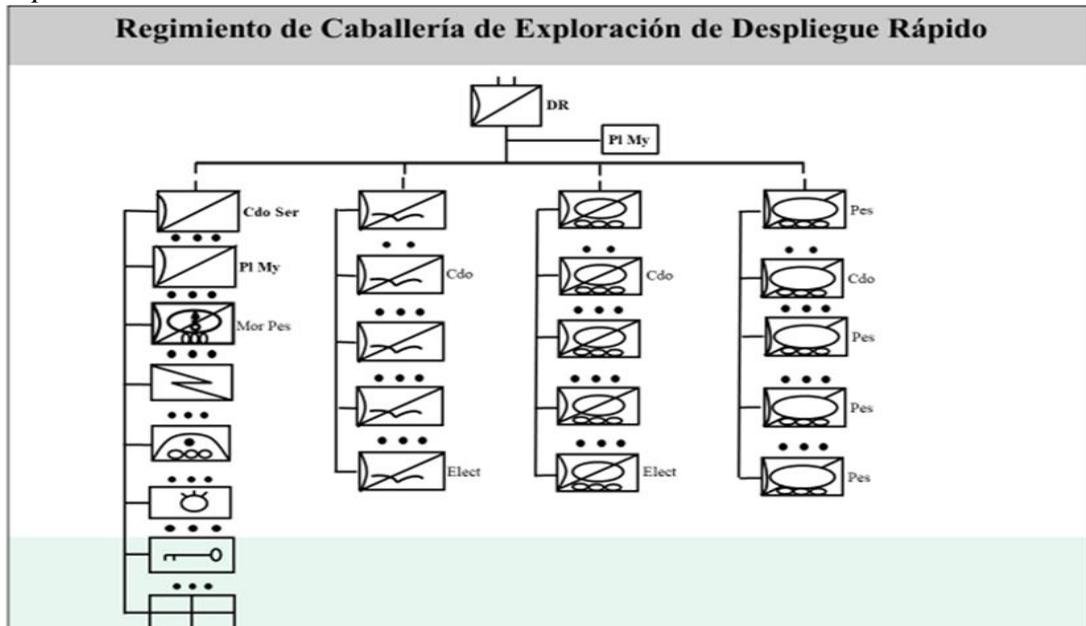 Regimiento de Caballería de Exploración de Despliegue Rápido
DR
Pl My
Cdo Ser
Pl My
Mor Pes
Cdo
Elect
Cdo
Elect
Pes
Cdo
Pes
Pes
Pes